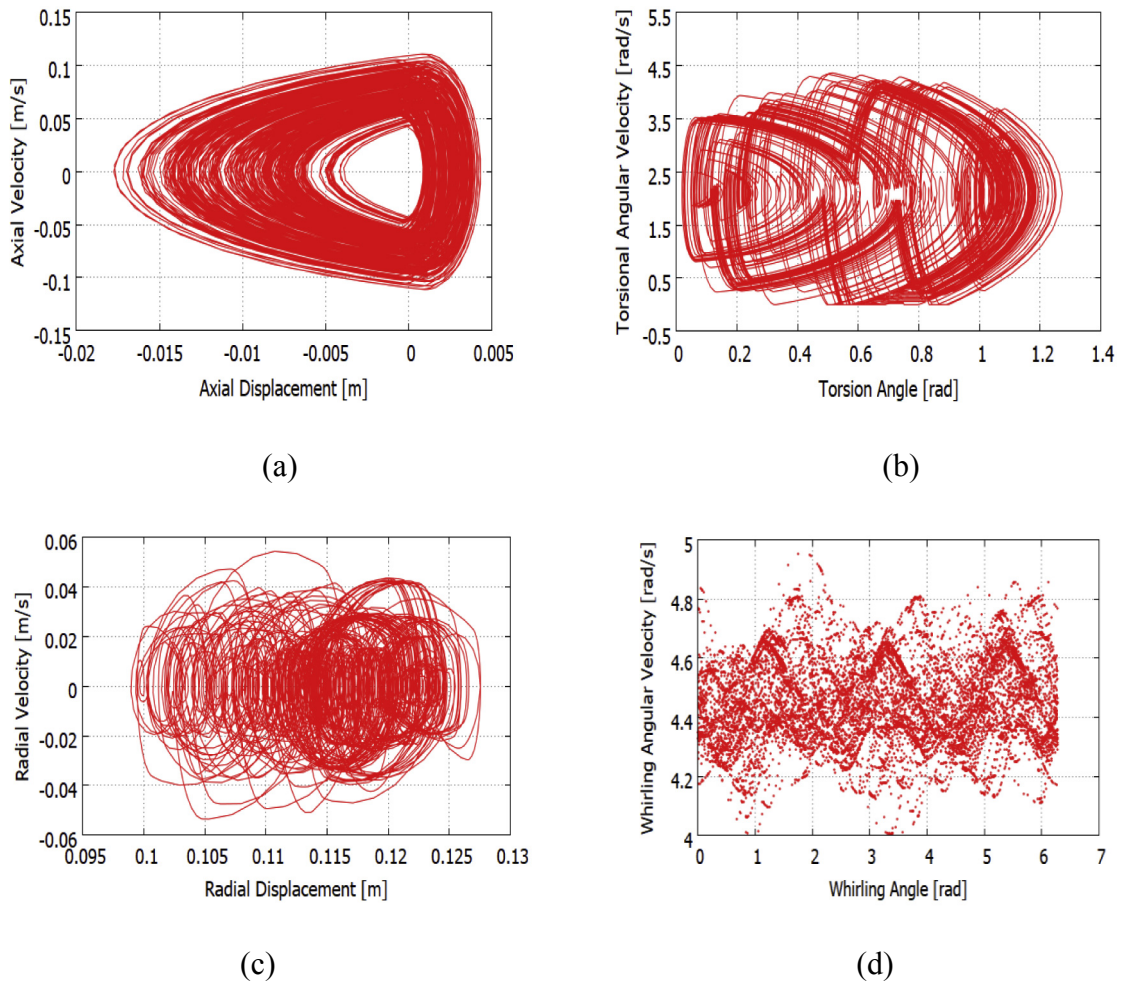 0.15
0.1
0.05
0
-0.05
-0.1
-0.15
Axial Velocity [m/s]
-0.02 -0.015 -0.01 -0.005 0 0.005
Axial Displacement [m]
(a)
5.5
4.5
3.5
2.5
1.5
0.5
-0.5
Torsional Angular Velocity [rad/s]
0 0.2 0.4 0.6 0.8 1 1.2 1.4
Torsion Angle [rad]
(b)
0.06
0.04
0.02
0
-0.02
-0.04
-0.06
Radial Velocity [m/s]
0.095 0.1 0.105 0.11 0.115 0.12 0.125 0.13
Radial Displacement [m]
(c)
5
4.8
4.6
4.4
4.2
4
Whirling Angular Velocity [rad/s]
0 1 2 3 4 5 6 7
Whirling Angle [rad]
(d)